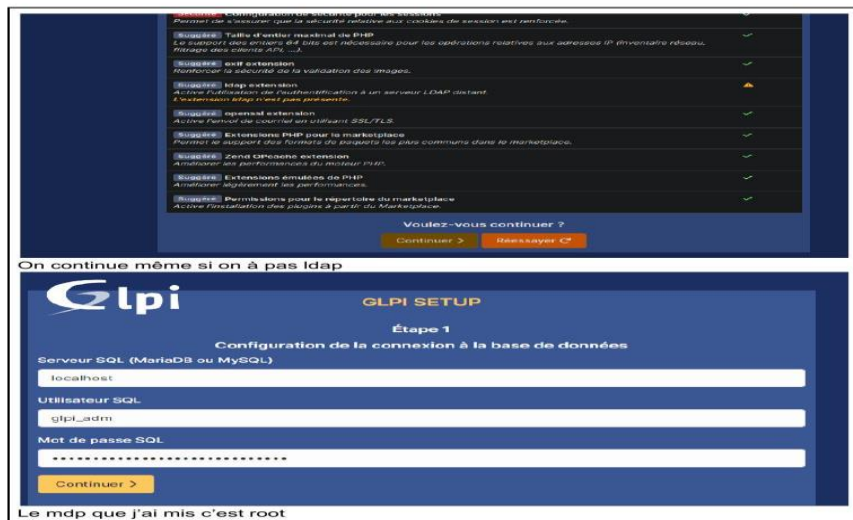 Sécurité Configuration de sécurité pour les sessions
Permet de s'assurer que la sécurité relative aux cookies de session est renforcée.
Suggéré Taille d'entier maximal de PHP
Le support des entiers 64 bits est nécessaire pour les opérations relatives aux adresses IP (inventaire réseau,
filtrage des clients API, ...).
Suggéré exif extension
Renforcer la sécurité de la validation des images.
Suggéré ldap extension
Active l'utilisation de l'authentification à un serveur LDAP distant.
L'extension ldap n'est pas présente.
Suggéré openssl extension
Active l'envoi de courriel en utilisant SSL/TLS.
Suggéré Extensions PHP pour le marketplace
Permet le support des formats de paquets les plus communs dans le marketplace.
Suggéré Zend OPcache extension
Améliorer les performances du moteur PHP.
Suggéré Extensions émulées de PHP
Améliorer légèrement les performances.
Suggéré Permissions pour le répertoire du marketplace
Active l'installation des plugins à partir du Marketplace.
Voulez-vous continuer ?
Continuer > Réessayer
On continue même si on à pas ldap
Glpi
GLPI SETUP
Étape 1
Configuration de la connexion à la base de données
Serveur SQL (MariaDB ou MySQL)
localhost
Utilisateur SQL
glpi_adm
Mot de passe SQL
Continuer >
Le mdp que j'ai mis c'est root